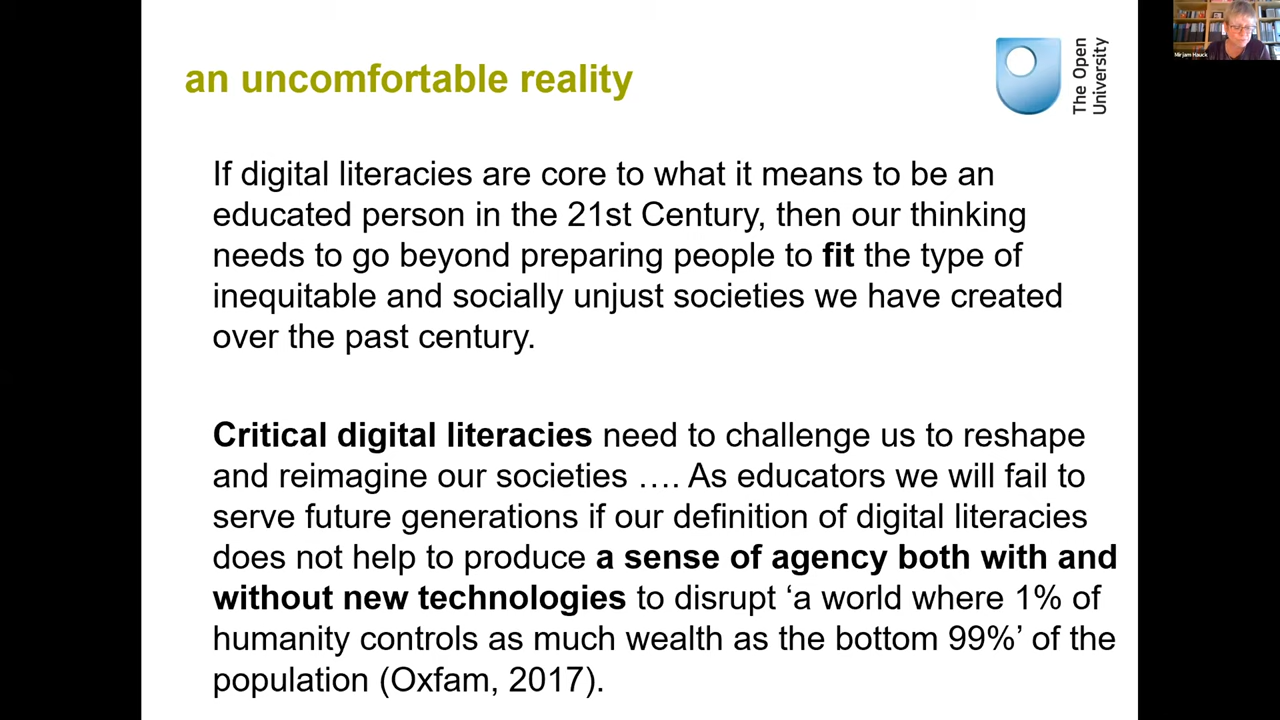 an uncomfortable reality
The Open
University
Mirjam Hauck
If digital literacies are core to what it means to be an
educated person in the 21st Century, then our thinking
needs to go beyond preparing people to fit the type of
inequitable and socially unjust societies we have created
over the past century.
Critical digital literacies need to challenge us to reshape
and reimagine our societies …. As educators we will fail to
serve future generations if our definition of digital literacies
does not help to produce a sense of agency both with and
without new technologies to disrupt ‘a world where 1% of
humanity controls as much wealth as the bottom 99%’ of the
population (Oxfam, 2017).